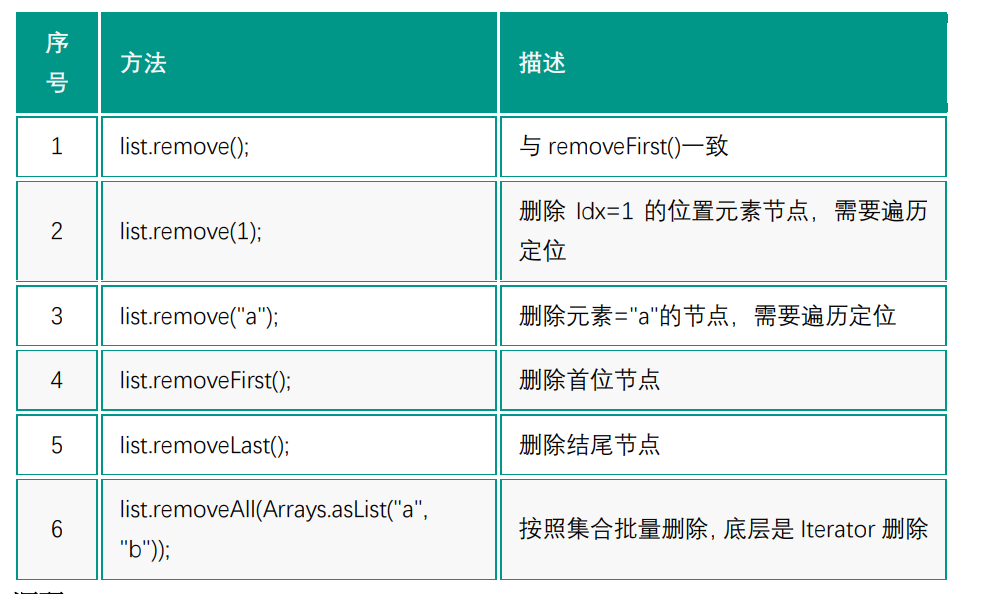 序
号
方法
描述
1
list.remove();
与 removeFirst()一致
2
list.remove(1);
删除 Idx=1 的位置元素节点，需要遍历
定位
3
list.remove("a");
删除元素="a"的节点，需要遍历定位
4
list.removeFirst();
删除首位节点
5
list.removeLast();
删除结尾节点
6
list.removeAll(Arrays.asList("a",
"b"));
按照集合批量删除，底层是 Iterator 删除